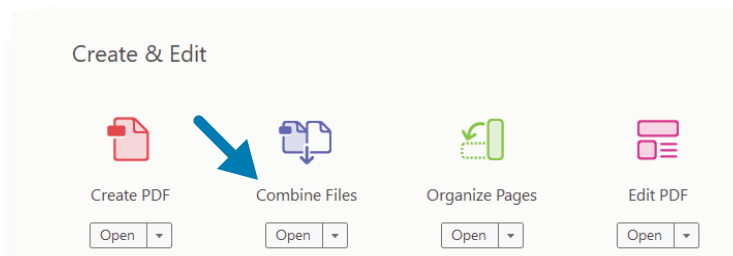 Create & Edit
Create PDF Combine Files Organize Pages Edit PDF
Open Open Open Open